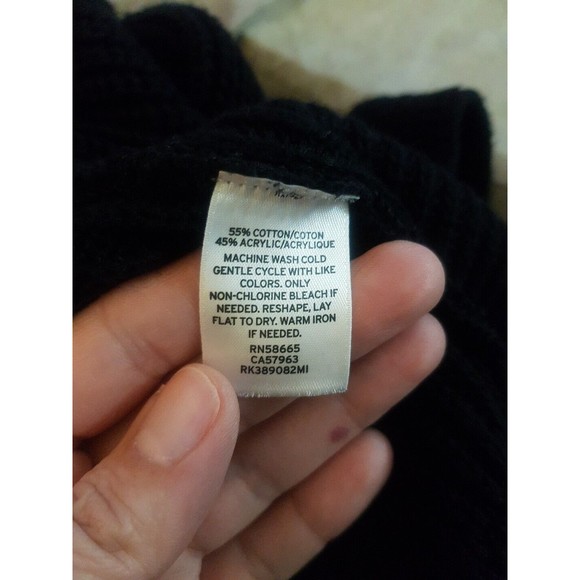 55% COTTON/COTON
45% ACRYLIC/ACRYLIQUE
MACHINE WASH COLD
GENTLE CYCLE WITH LIKE
COLORS. ONLY
NON-CHLORINE BLEACH IF
NEEDED. RESHAPE, LAY
FLAT TO DRY. WARM IRON
IF NEEDED.
RN58665
CA57963
RK389082MI